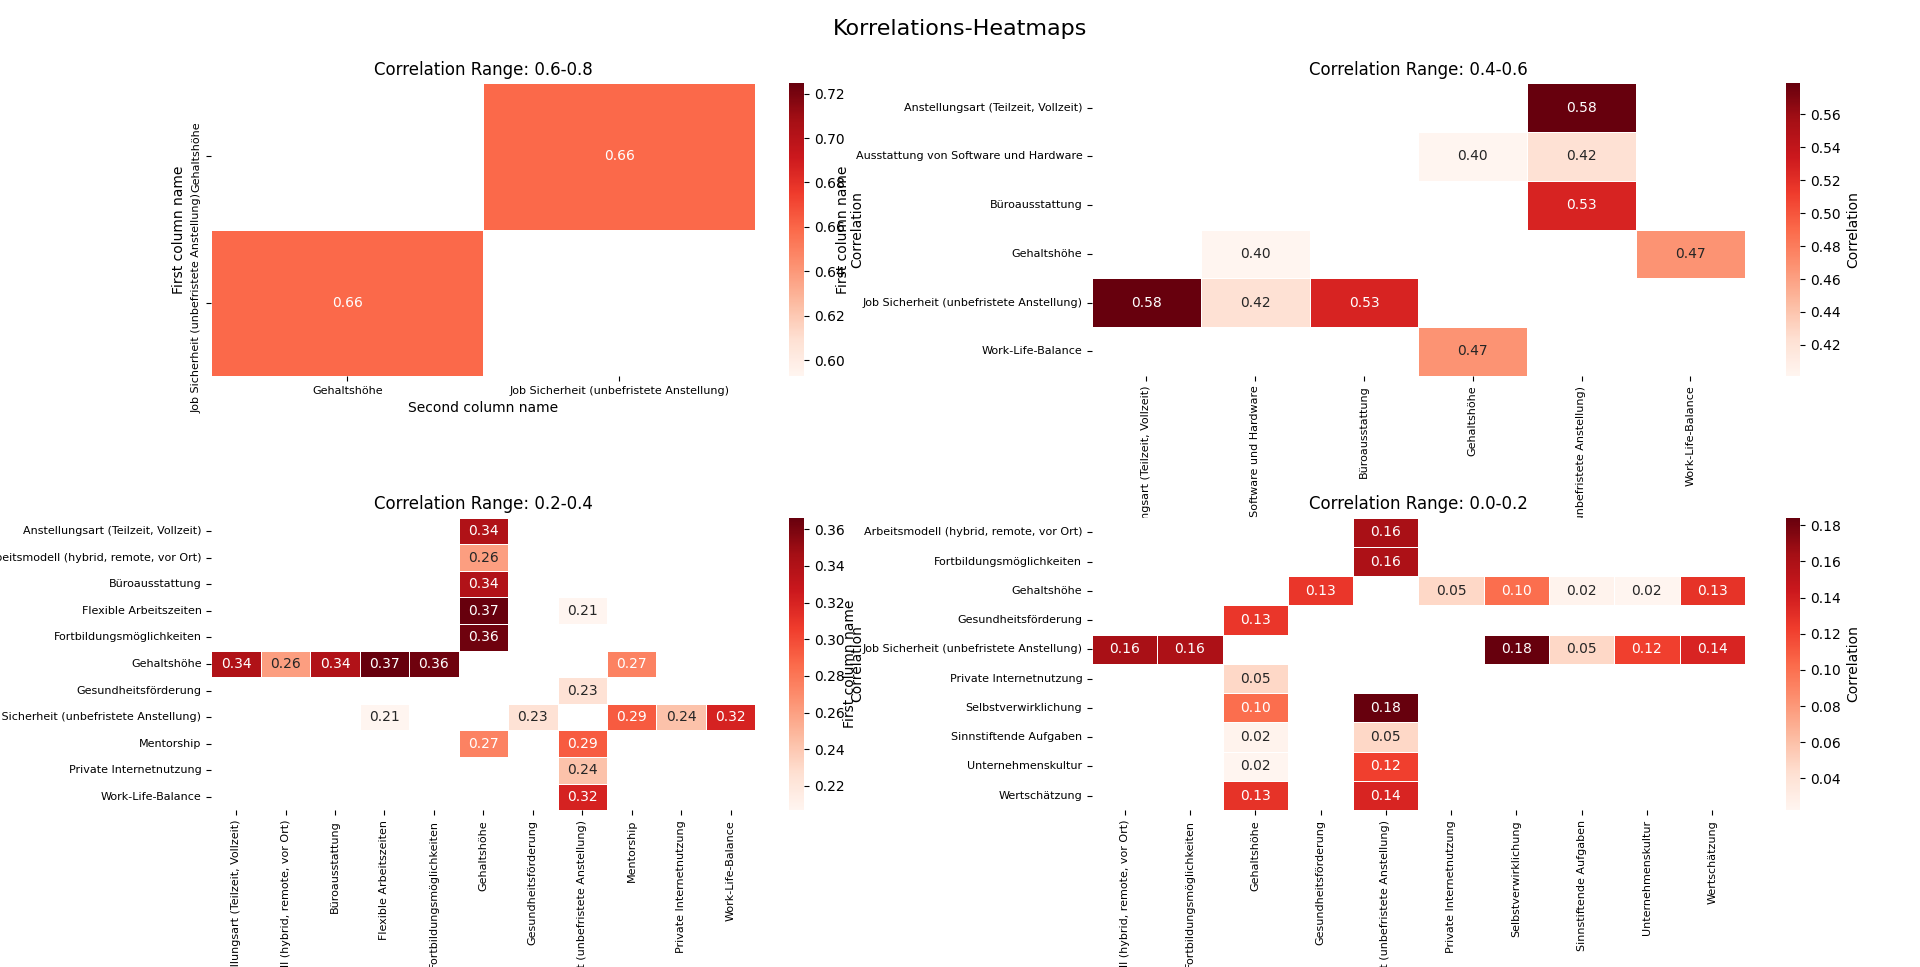 Korrelations-Heatmaps
Correlation Range: 0.6-0.8
First column name
Gehaltshöhe
Job Sicherheit (unbefristete Anstellung)
0.66
0.66
Gehaltshöhe
Job Sicherheit (unbefristete Anstellung)
Second column name
0.72
0.70
0.68
0.66
0.64
0.62
0.60
Correlation
Correlation Range: 0.4-0.6
First column name
Anstellungsart (Teilzeit, Vollzeit)
0.58
Ausstattung von Software und Hardware
0.40 0.42
Büroausstattung
0.53
Gehaltshöhe
0.40 0.47
Job Sicherheit (unbefristete Anstellung)
0.58 0.42 0.53
Work-Life-Balance
0.47
ngsart (Teilzeit, Vollzeit)
Software und Hardware
Büroausstattung
Gehaltshöhe
nbefristete Anstellung)
Work-Life-Balance
0.56
0.54
0.52
0.50
0.48
0.46
0.44
0.42
Correlation
Correlation Range: 0.2-0.4
Anstellungsart (Teilzeit, Vollzeit)
0.34
beitsmodell (hybrid, remote, vor Ort)
0.26
Büroausstattung
0.34
Flexible Arbeitszeiten
0.37 0.21
Fortbildungsmöglichkeiten
0.36
Gehaltshöhe
0.34 0.26 0.34 0.37 0.36 0.27
Gesundheitsförderung
0.23
Sicherheit (unbefristete Anstellung)
0.21 0.23 0.29 0.24 0.32
Mentorship
0.27 0.29
Private Internetnutzung
0.24
Work-Life-Balance
0.32
llungsart (Teilzeit, Vollzeit)
ll (hybrid, remote, vor Ort)
Büroausstattung
Flexible Arbeitszeiten
Fortbildungsmöglichkeiten
Gehaltshöhe
Gesundheitsförderung
t (unbefristete Anstellung)
Mentorship
Private Internetnutzung
Work-Life-Balance
0.36
0.34
0.32
0.30
0.28
0.26
0.24
0.22
Correlation
Correlation Range: 0.0-0.2
First column name
Arbeitsmodell (hybrid, remote, vor Ort)
0.16
Fortbildungsmöglichkeiten
0.16
Gehaltshöhe
0.13 0.05 0.10 0.02 0.02 0.13
Gesundheitsförderung
0.13
Job Sicherheit (unbefristete Anstellung)
0.16 0.16 0.18 0.05 0.12 0.14
Private Internetnutzung
0.05
Selbstverwirklichung
0.10 0.18
Sinnstiftende Aufgaben
0.02 0.05
Unternehmenskultur
0.02 0.12
Wertschätzung
0.13 0.14
ll (hybrid, remote, vor Ort)
Fortbildungsmöglichkeiten
Gehaltshöhe
Gesundheitsförderung
t (unbefristete Anstellung)
Private Internetnutzung
Selbstverwirklichung
Sinnstiftende Aufgaben
Unternehmenskultur
Wertschätzung
0.18
0.16
0.14
0.12
0.10
0.08
0.06
0.04
Correlation